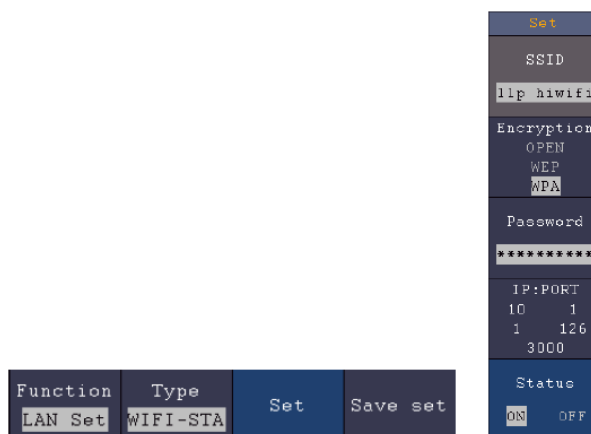 Set
SSID
llp hiwifi
Encryption
OPEN
WEP
WPA
Password
**********
IP:PORT
10 1
1 126
3000
Status
ON OFF
Function Type Set Save set
LAN Set WIFI-STA